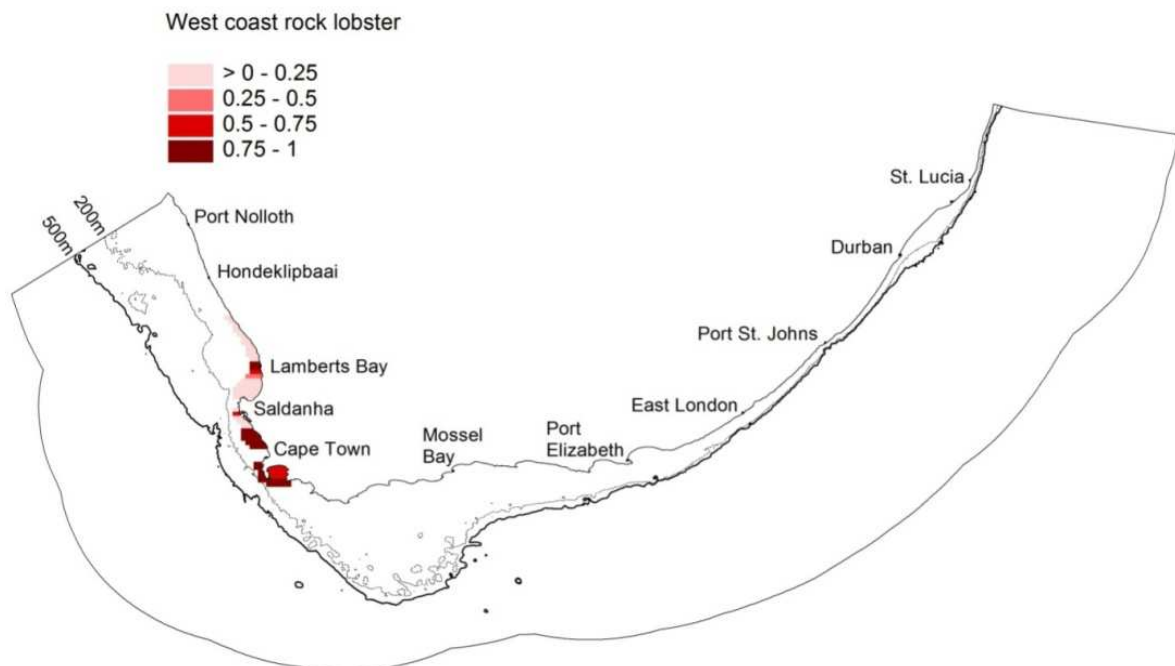 West coast rock lobster
> 0 - 0.25
0.25 - 0.5
0.5 - 0.75
0.75 - 1
200m
500m
Port Nolloth
Hondeklipbaai
Lamberts Bay
Saldanha
Cape Town
Mossel
Bay
Port
Elizabeth
East London
Port St. Johns
Durban
St. Lucia